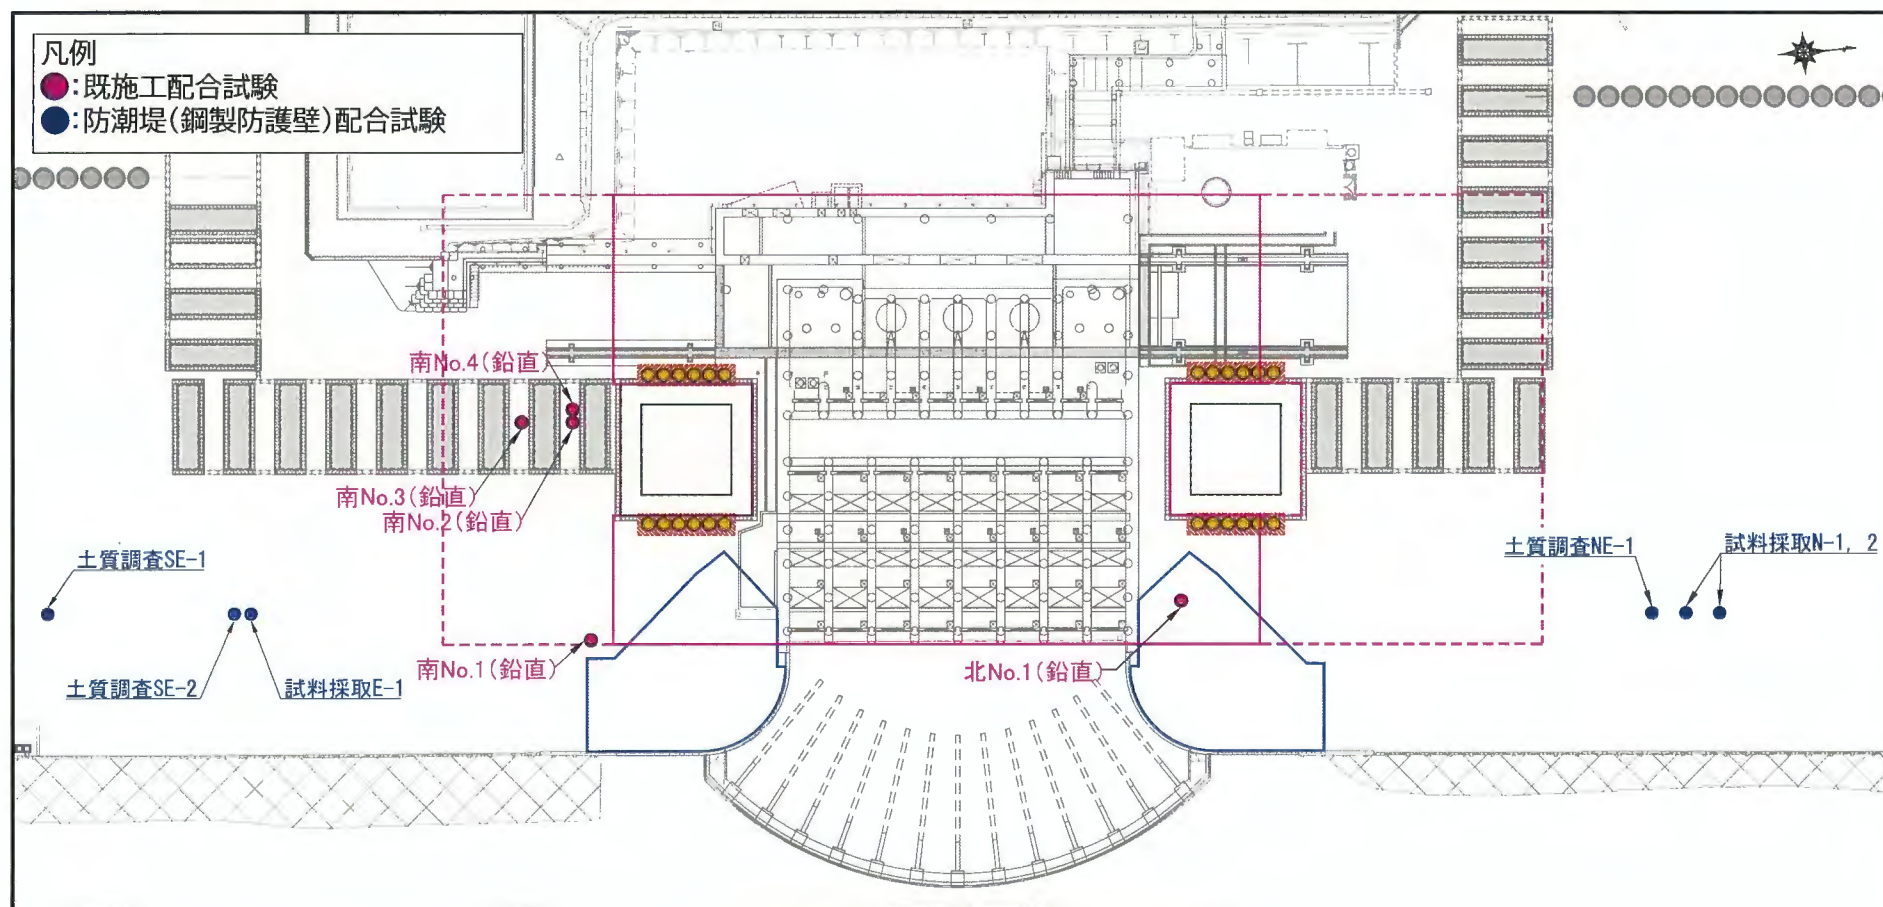 凡例
●:既施工配合試験
●:防潮堤(鋼製防護壁)配合試験
南No.4(鉛直)
南No.3(鉛直)
南No.2(鉛直)
土質調査SE-1
土質調査NE-1
試料採取N-1, 2
土質調査SE-2
試料採取E-1
南No.1(鉛直)
北No.1(鉛直)